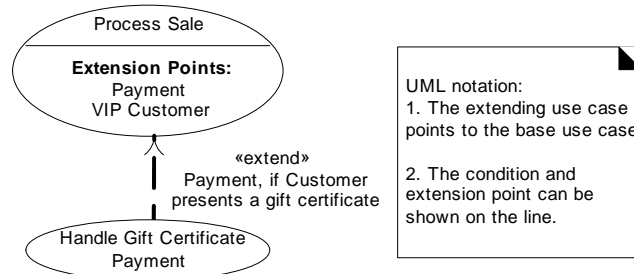 Process Sale
Extension Points:
Payment
VIP Customer
«extend»
Payment, if Customer
presents a gift certificate
Handle Gift Certificate
Payment
UML notation:
1. The extending use case
points to the base use case
2. The condition and
extension point can be
shown on the line.